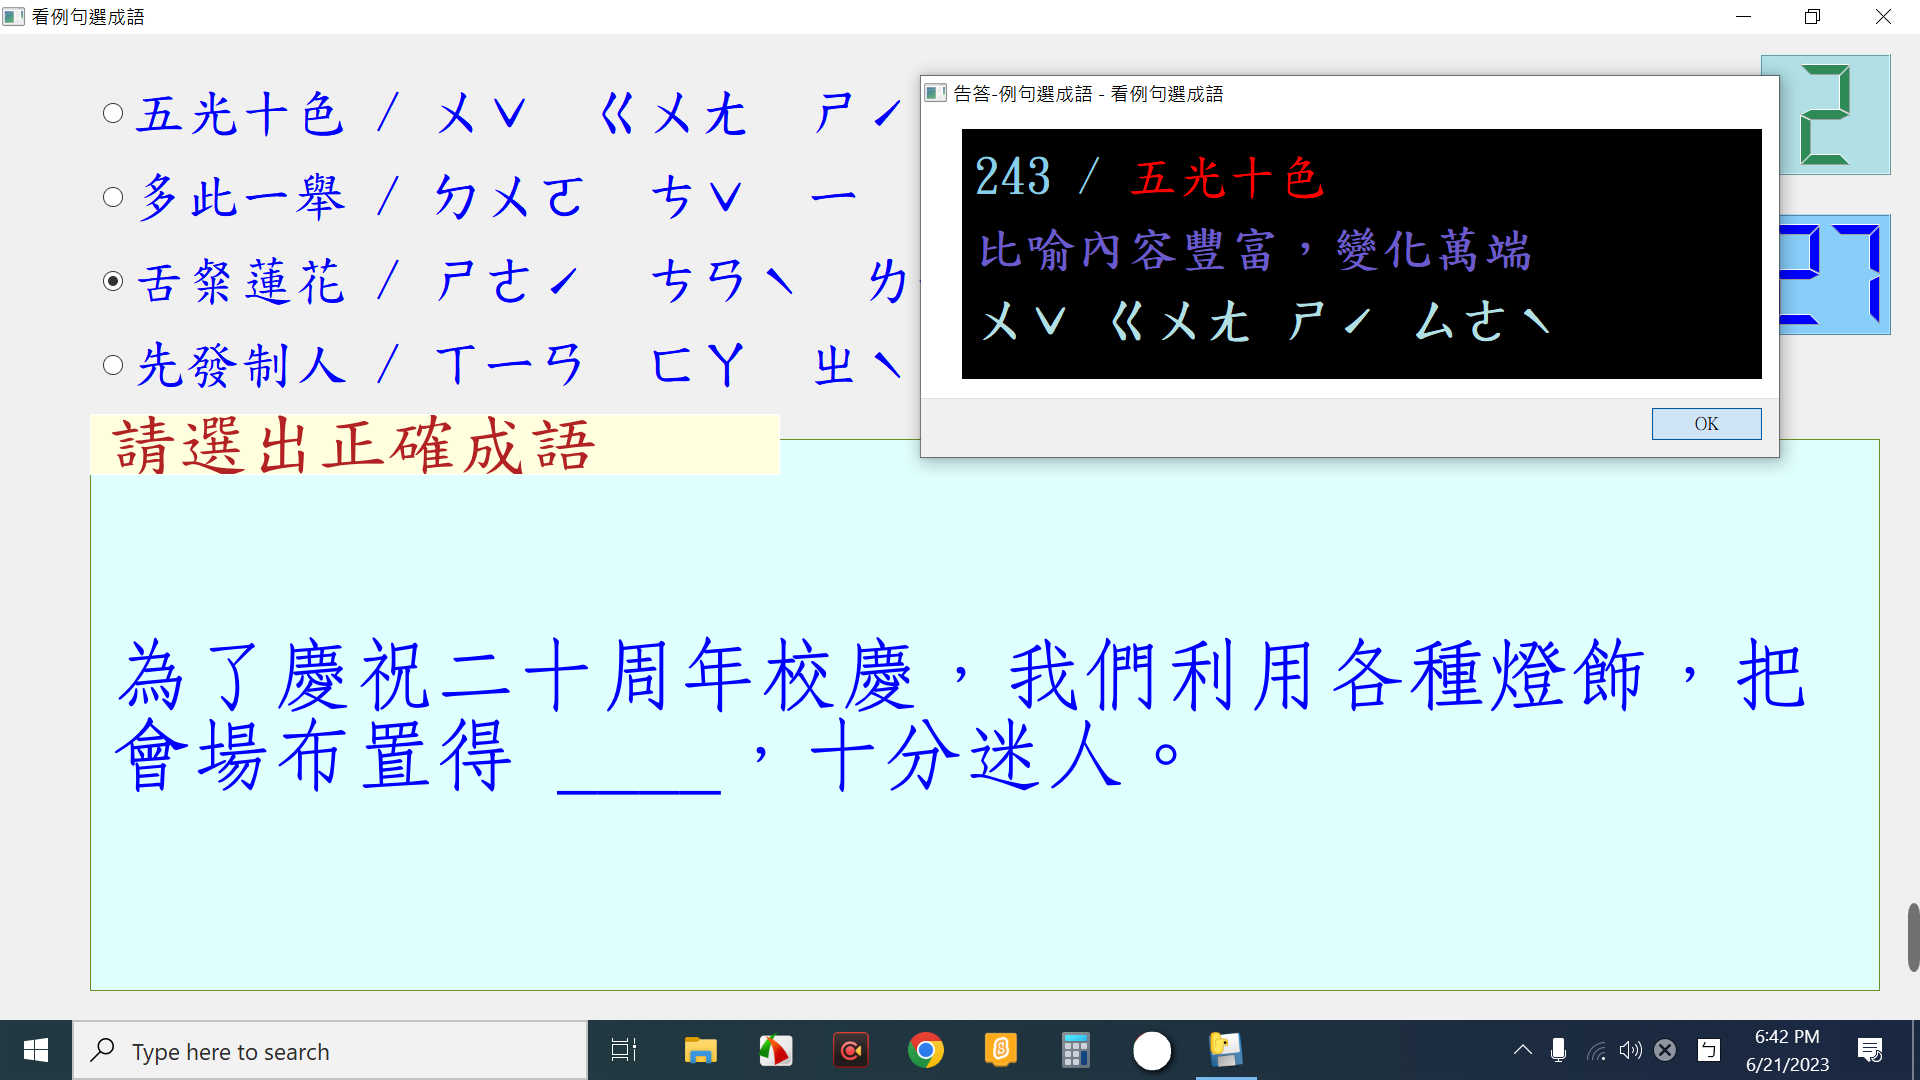 看例句選成語
五光十色 / ㄨˇ ㄍㄨㄤ ㄕˊ
多此一舉 / ㄉㄨㄛ ㄘˇ ㄧ
舌粲蓮花 / ㄕㄜˊ ㄘㄢˋ ㄌ
先發制人 / ㄒㄧㄢ ㄈㄚ ㄓˋ
告答-例句選成語 - 看例句選成語
243 / 五光十色
比喻內容豐富，變化萬端
ㄨˇ ㄍㄨㄤ ㄕˊ ㄙㄜˋ
OK
2
27
請選出正確成語
為了慶祝二十周年校慶，我們利用各種燈飾，把
會場布置得 ____ ，十分迷人。
Type here to search
ㄅ
6:42 PM
6/21/2023